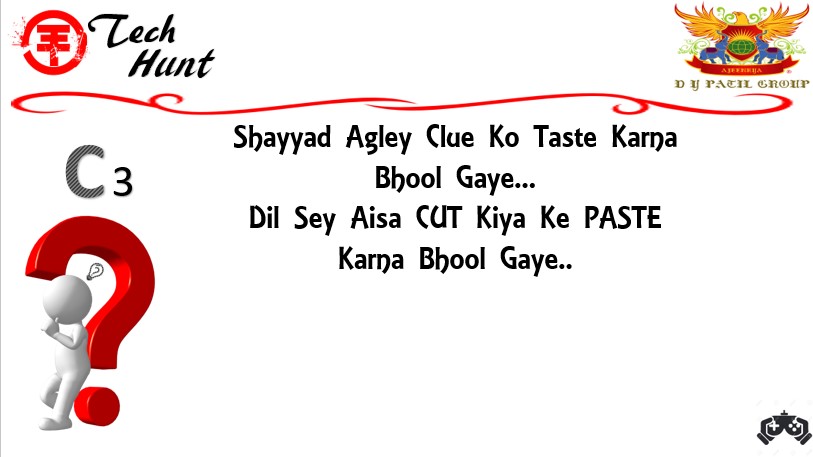 Tech
Hunt
AJEENKYA
D Y PATIL GROUP
C3
Shayyad Agley Clue Ko Taste Karna
Bhool Gaye...
Dil Sey Aisa CUT Kiya Ke PASTE
Karna Bhool Gaye..